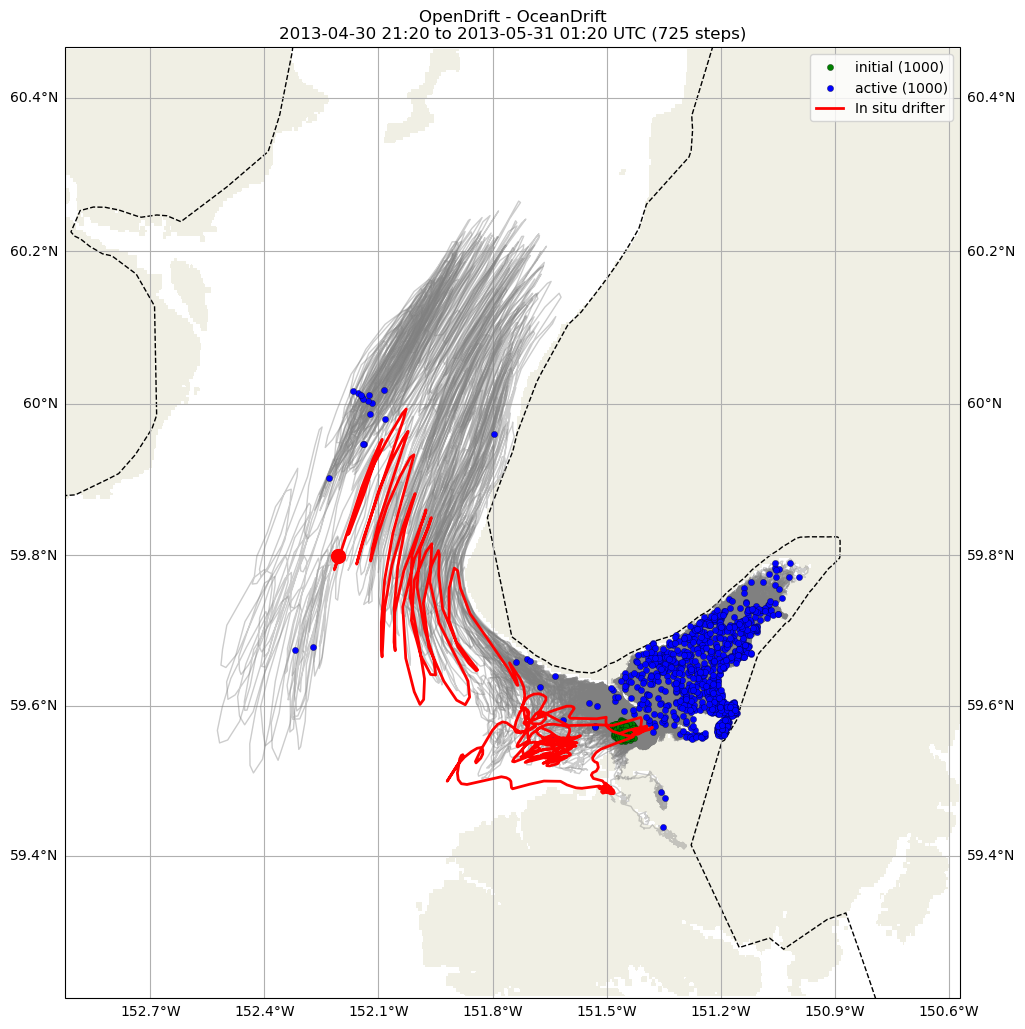 OpenDrift - OceanDrift
2013-04-30 21:20 to 2013-05-31 01:20 UTC (725 steps)
initial (1000)
active (1000)
In situ drifter
60.4°N
60.4°N
60.2°N
60.2°N
60°N
60°N
59.8°N
59.8°N
59.6°N
59.6°N
59.4°N
59.4°N
152.7°W
152.4°W
152.1°W
151.8°W
151.5°W
151.2°W
150.9°W
150.6°W